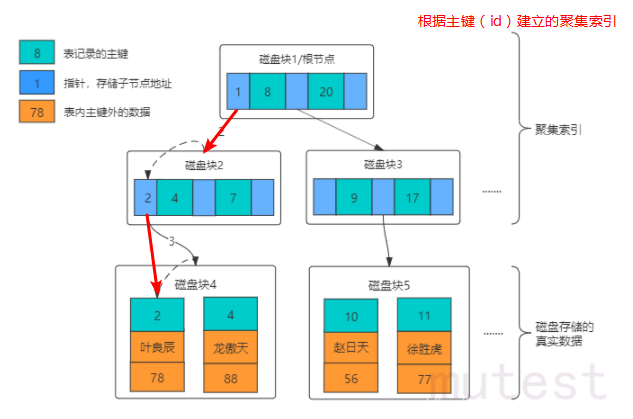 根据主键（id）建立的聚集索引
8 表记录的主键
1 指针，存储子节点地址
78 表内主键外的数据
磁盘块1/根节点
1 8 20
2
聚集索引
磁盘块2
2 4 7
磁盘块3
9 17
.......
3
磁盘块4
2 4
叶良辰 龙傲天
78 88
磁盘块5
10 11
赵日天 徐胜虎
56 77
.......
磁盘存储的
真实数据
mutest